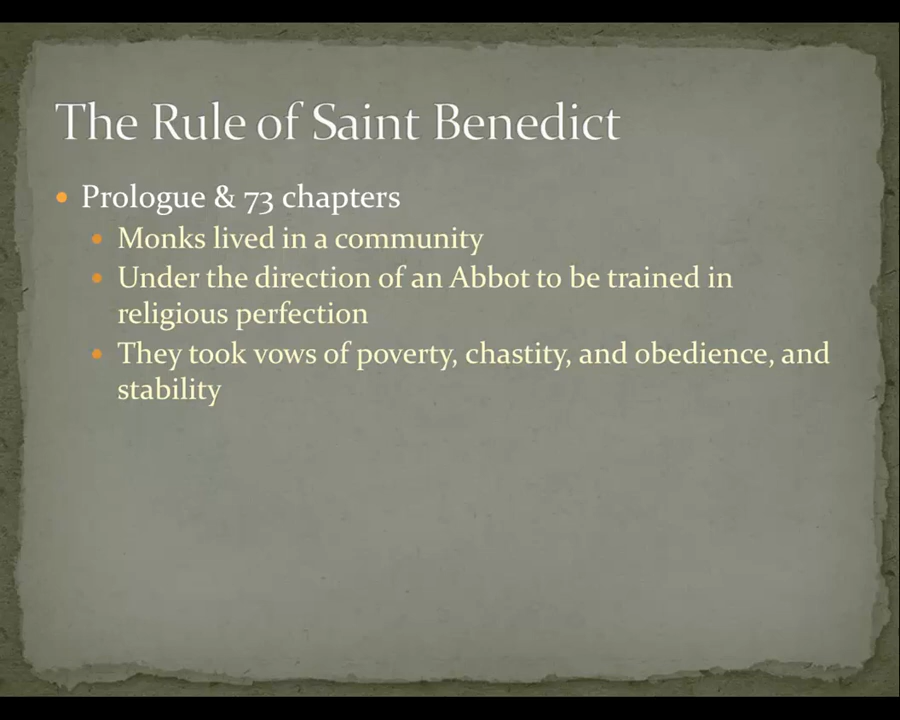 The Rule of Saint Benedict
• Prologue & 73 chapters
• Monks lived in a community
• Under the direction of an Abbot to be trained in
religious perfection
• They took vows of poverty, chastity, and obedience, and
stability